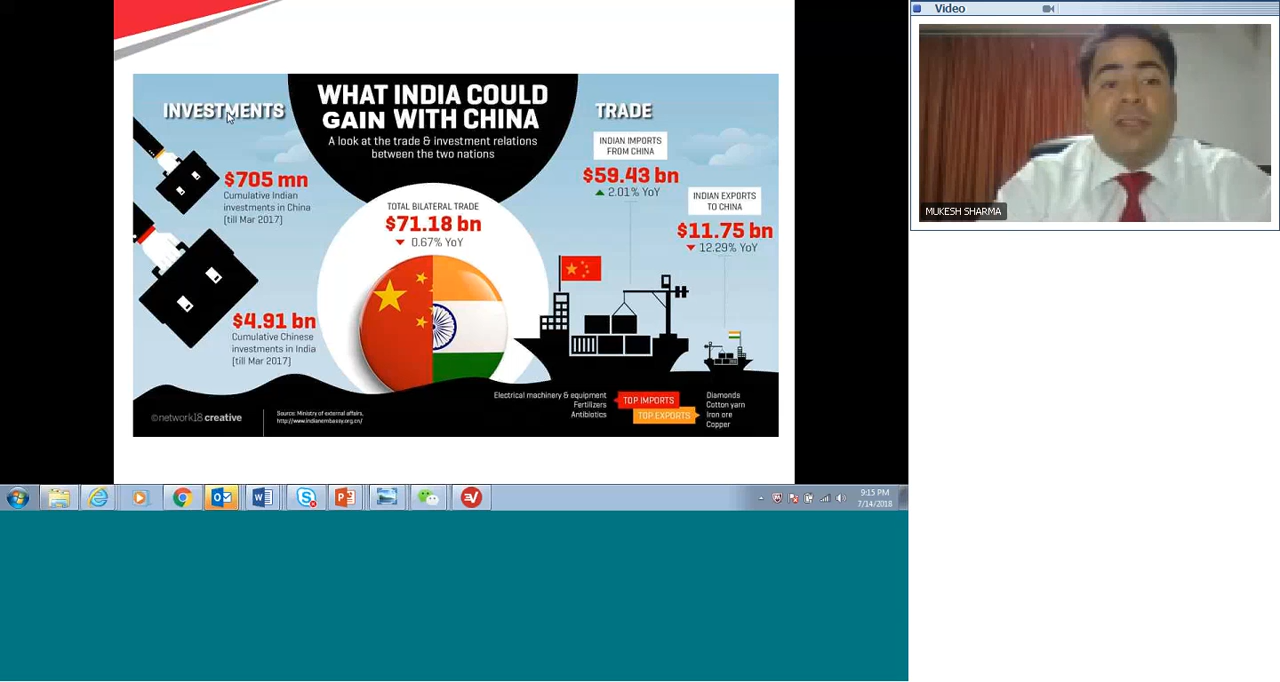 Video
MUKESH SHARMA
INVESTMENTS
WHAT INDIA COULD
GAIN WITH CHINA
A look at the trade & investment relations
between the two nations
TRADE
INDIAN IMPORTS
FROM CHINA
$59.43 bn
2.01% YoY
INDIAN EXPORTS
TO CHINA
$11.75 bn
12.29% YoY
$705 mn
Cumulative Indian
investments in China
(till Mar 2017)
TOTAL BILATERAL TRADE
$71.18 bn
0.67% YoY
$4.91 bn
Cumulative Chinese
investments in India
(till Mar 2017)
Electrical machinery & equipment
Fertilizers
Antibiotics
TOP IMPORTS
TOP EXPORTS
Diamonds
Cotton yarn
Iron ore
Copper
©network18 creative
Source: Ministry of external affairs,
http://www.indianembassy.org.cn/
9:15 PM
7/14/2018